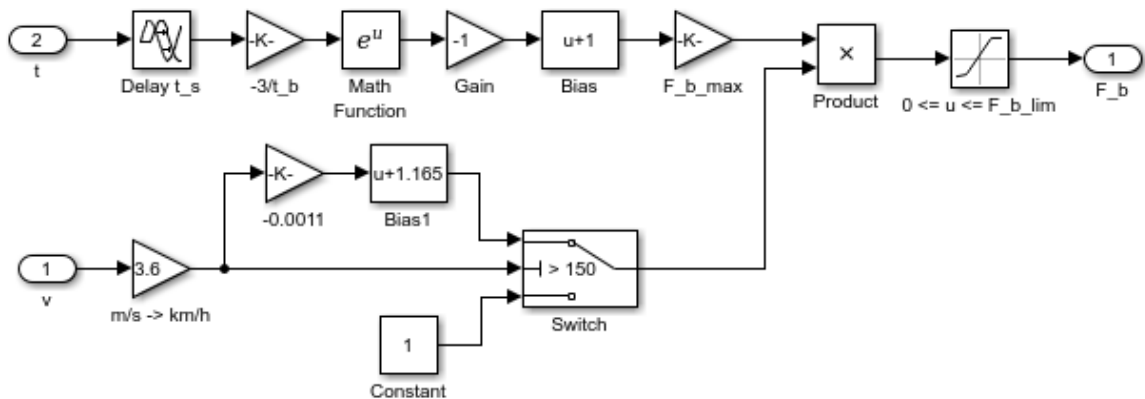 2
t
Delay t_s
-K-
-3/t_b
e^u
Math
Function
-1
Gain
u+1
Bias
-K-
F_b_max
×
Product
0 <= u <= F_b_lim
1
F_b
-K-
-0.0011
u+1.165
Bias1
1
v
3.6
m/s -> km/h
> 150
Switch
1
Constant